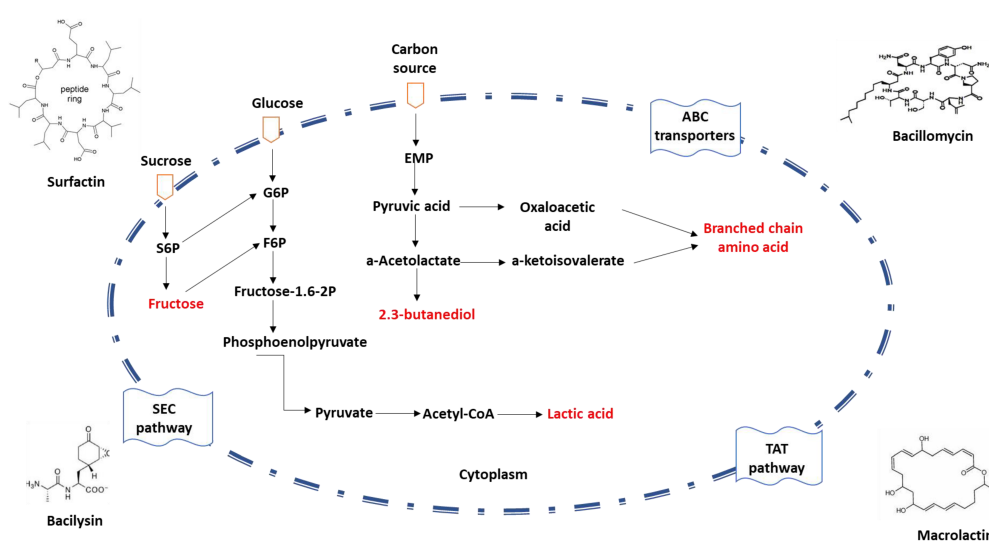 Carbon
source
Glucose
Sucrose
ABC
transporters
peptide
ring
Surfactin
Bacillomycin
EMP
G6P
Pyruvic acid
Oxaloacetic
acid
Branched chain
amino acid
S6P
F6P
a-Acetolactate
a-ketoisovalerate
Fructose
Fructose-1.6-2P
2.3-butanediol
Phosphoenolpyruvate
SEC
pathway
Pyruvate
Acetyl-CoA
Lactic acid
TAT
pathway
Cytoplasm
Bacilysin
Macrolactin